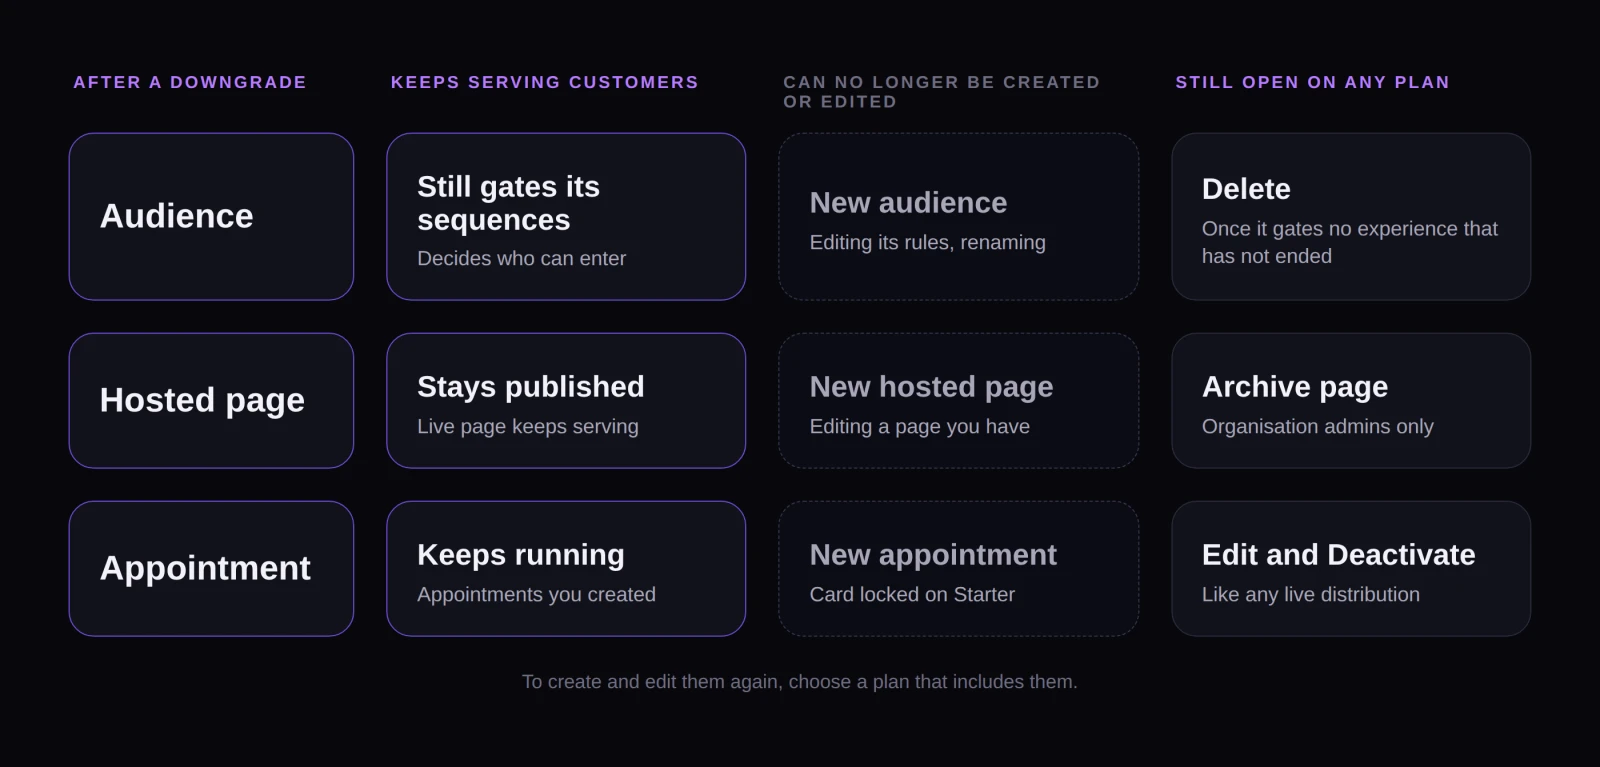 AFTER A DOWNGRADE
KEEPS SERVING CUSTOMERS
CAN NO LONGER BE CREATED
OR EDITED
STILL OPEN ON ANY PLAN
Audience
Still gates its
sequences
Decides who can enter
New audience
Editing its rules, renaming
Delete
Once it gates no experience that
has not ended
Hosted page
Stays published
Live page keeps serving
New hosted page
Editing a page you have
Archive page
Organisation admins only
Appointment
Keeps running
Appointments you created
New appointment
Card locked on Starter
Edit and Deactivate
Like any live distribution
To create and edit them again, choose a plan that includes them.